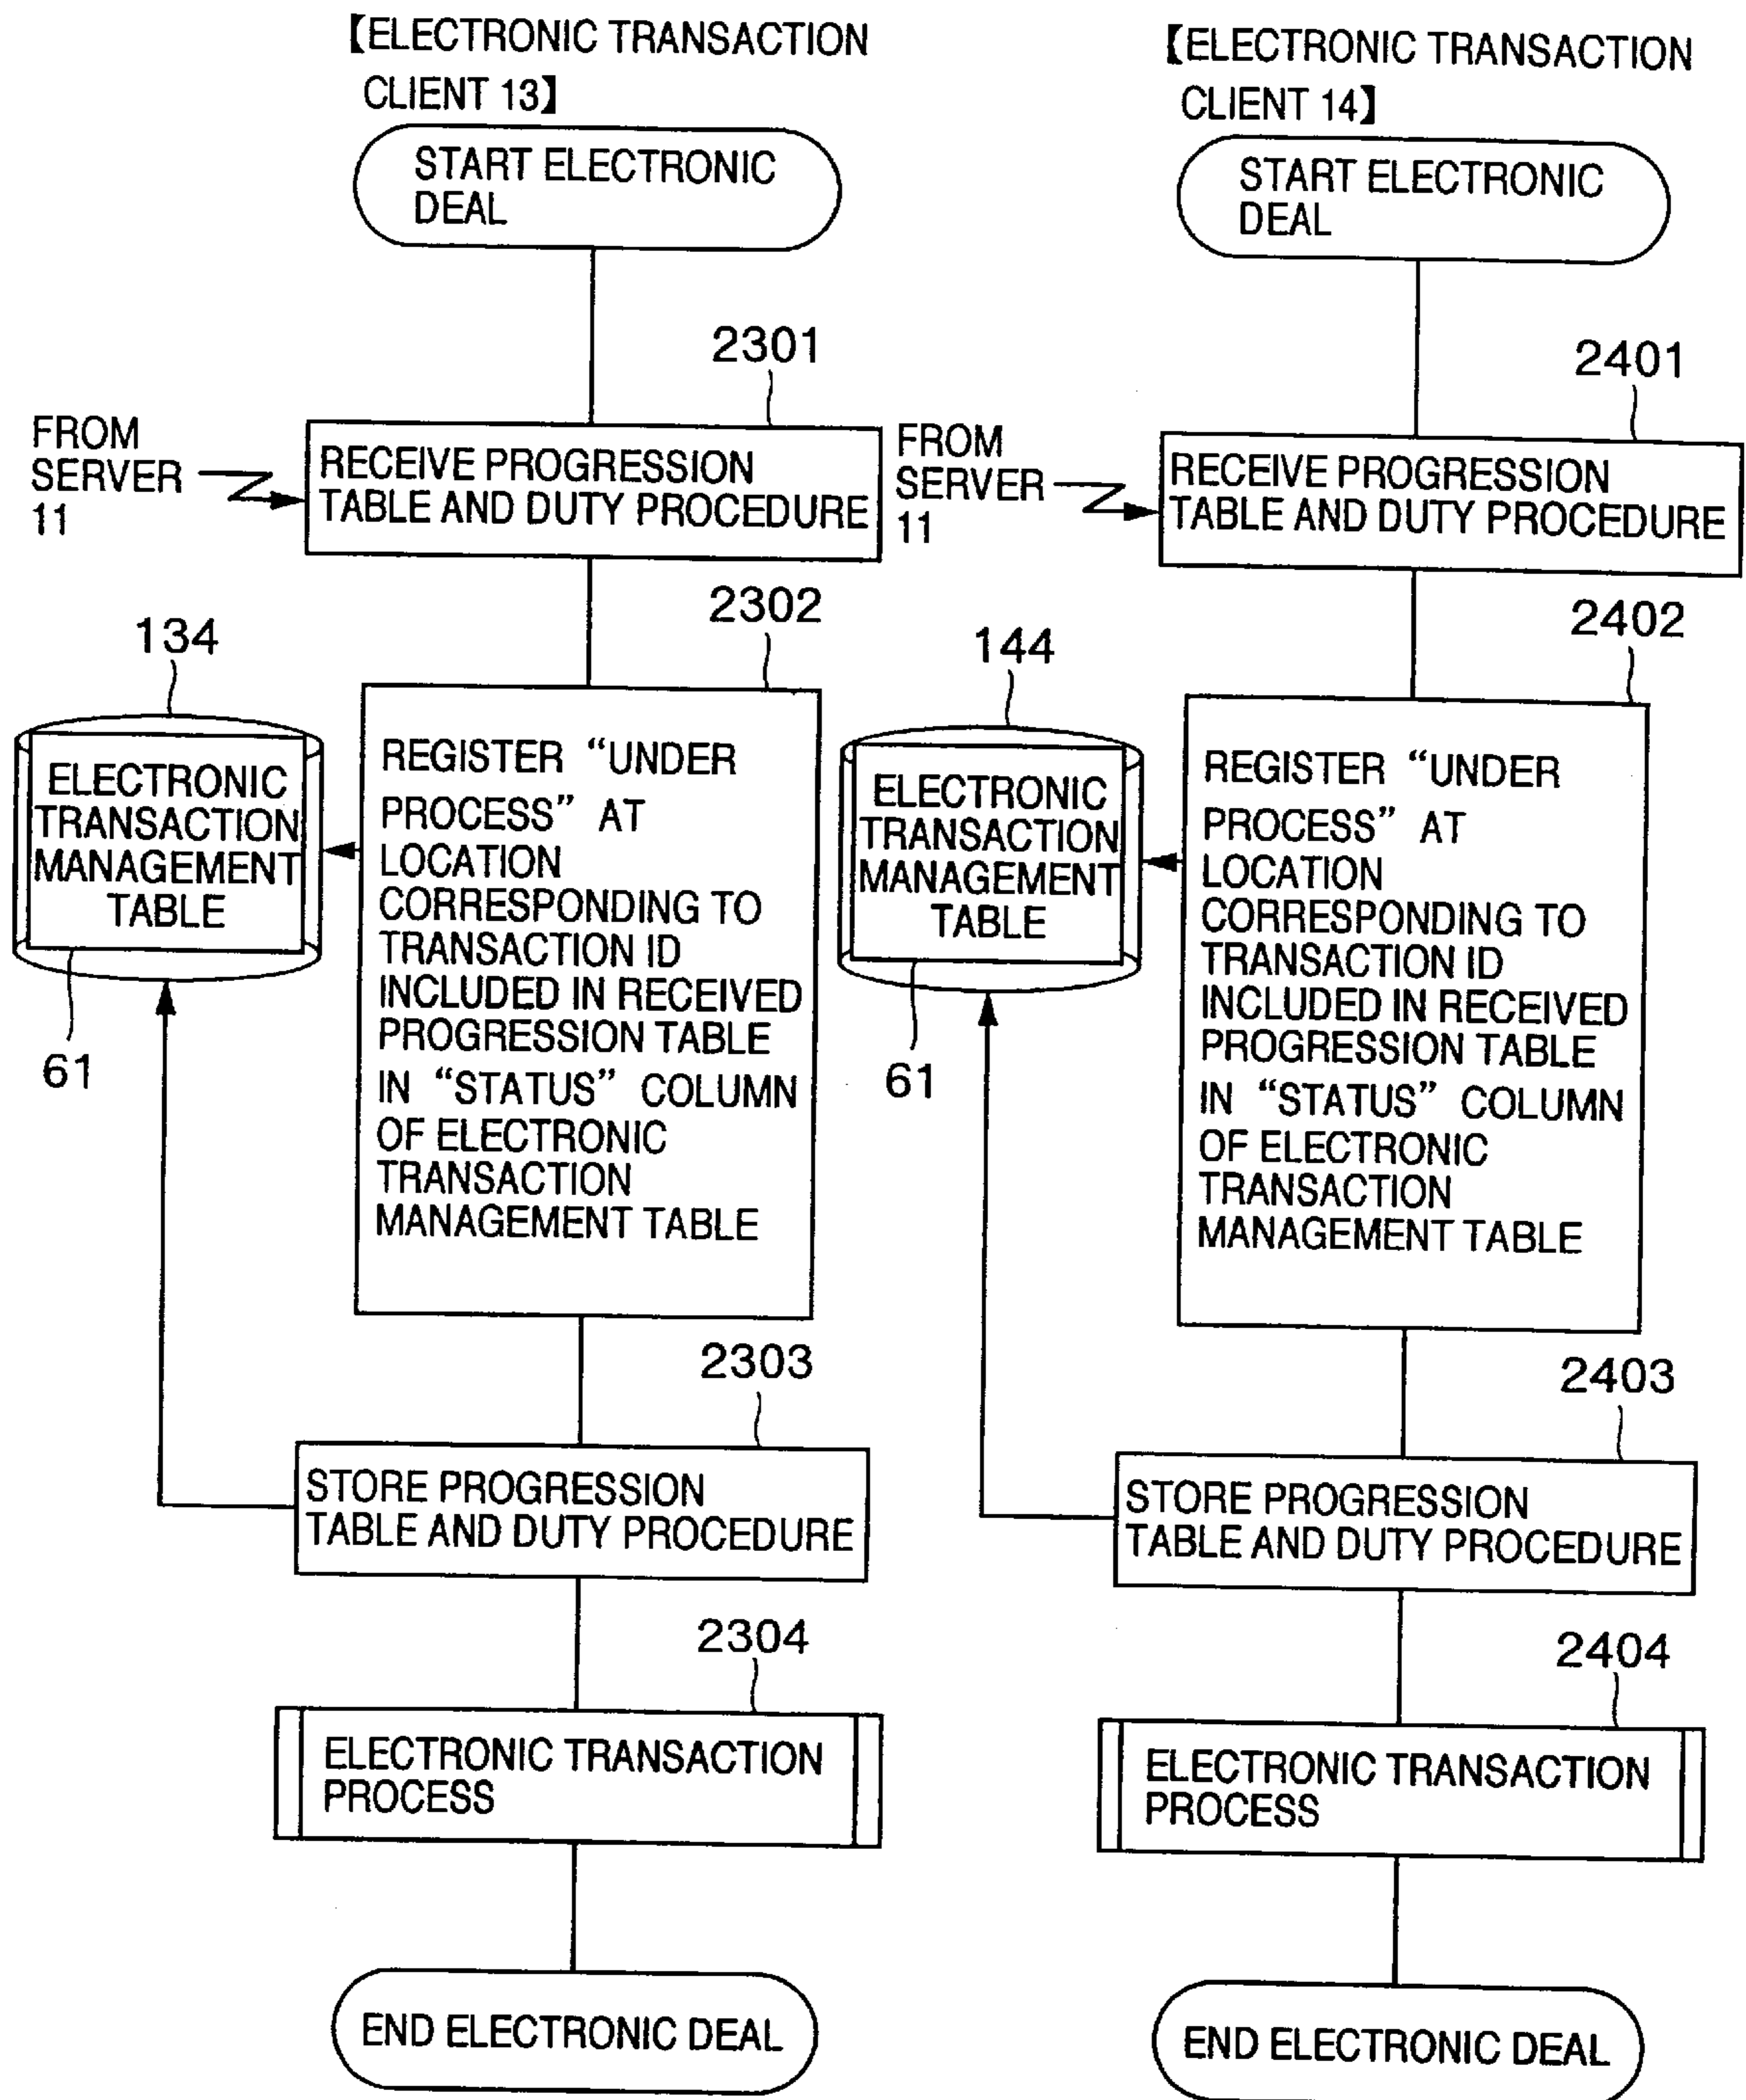 【ELECTRONIC TRANSACTION
CLIENT 13】
START ELECTRONIC
DEAL
2301
FROM
SERVER
11
RECEIVE PROGRESSION
TABLE AND DUTY PROCEDURE
2302
134
ELECTRONIC
TRANSACTION
MANAGEMENT
TABLE
61
REGISTER “UNDER
PROCESS” AT
LOCATION
CORRESPONDING TO
TRANSACTION ID
INCLUDED IN RECEIVED
PROGRESSION TABLE
IN “STATUS” COLUMN
OF ELECTRONIC
TRANSACTION
MANAGEMENT TABLE
2303
STORE PROGRESSION
TABLE AND DUTY PROCEDURE
2304
ELECTRONIC TRANSACTION
PROCESS
END ELECTRONIC DEAL
【ELECTRONIC TRANSACTION
CLIENT 14】
START ELECTRONIC
DEAL
2401
FROM
SERVER
11
RECEIVE PROGRESSION
TABLE AND DUTY PROCEDURE
2402
144
ELECTRONIC
TRANSACTION
MANAGEMENT
TABLE
61
REGISTER “UNDER
PROCESS” AT
LOCATION
CORRESPONDING TO
TRANSACTION ID
INCLUDED IN RECEIVED
PROGRESSION TABLE
IN “STATUS” COLUMN
OF ELECTRONIC
TRANSACTION
MANAGEMENT TABLE
2403
STORE PROGRESSION
TABLE AND DUTY PROCEDURE
2404
ELECTRONIC TRANSACTION
PROCESS
END ELECTRONIC DEAL